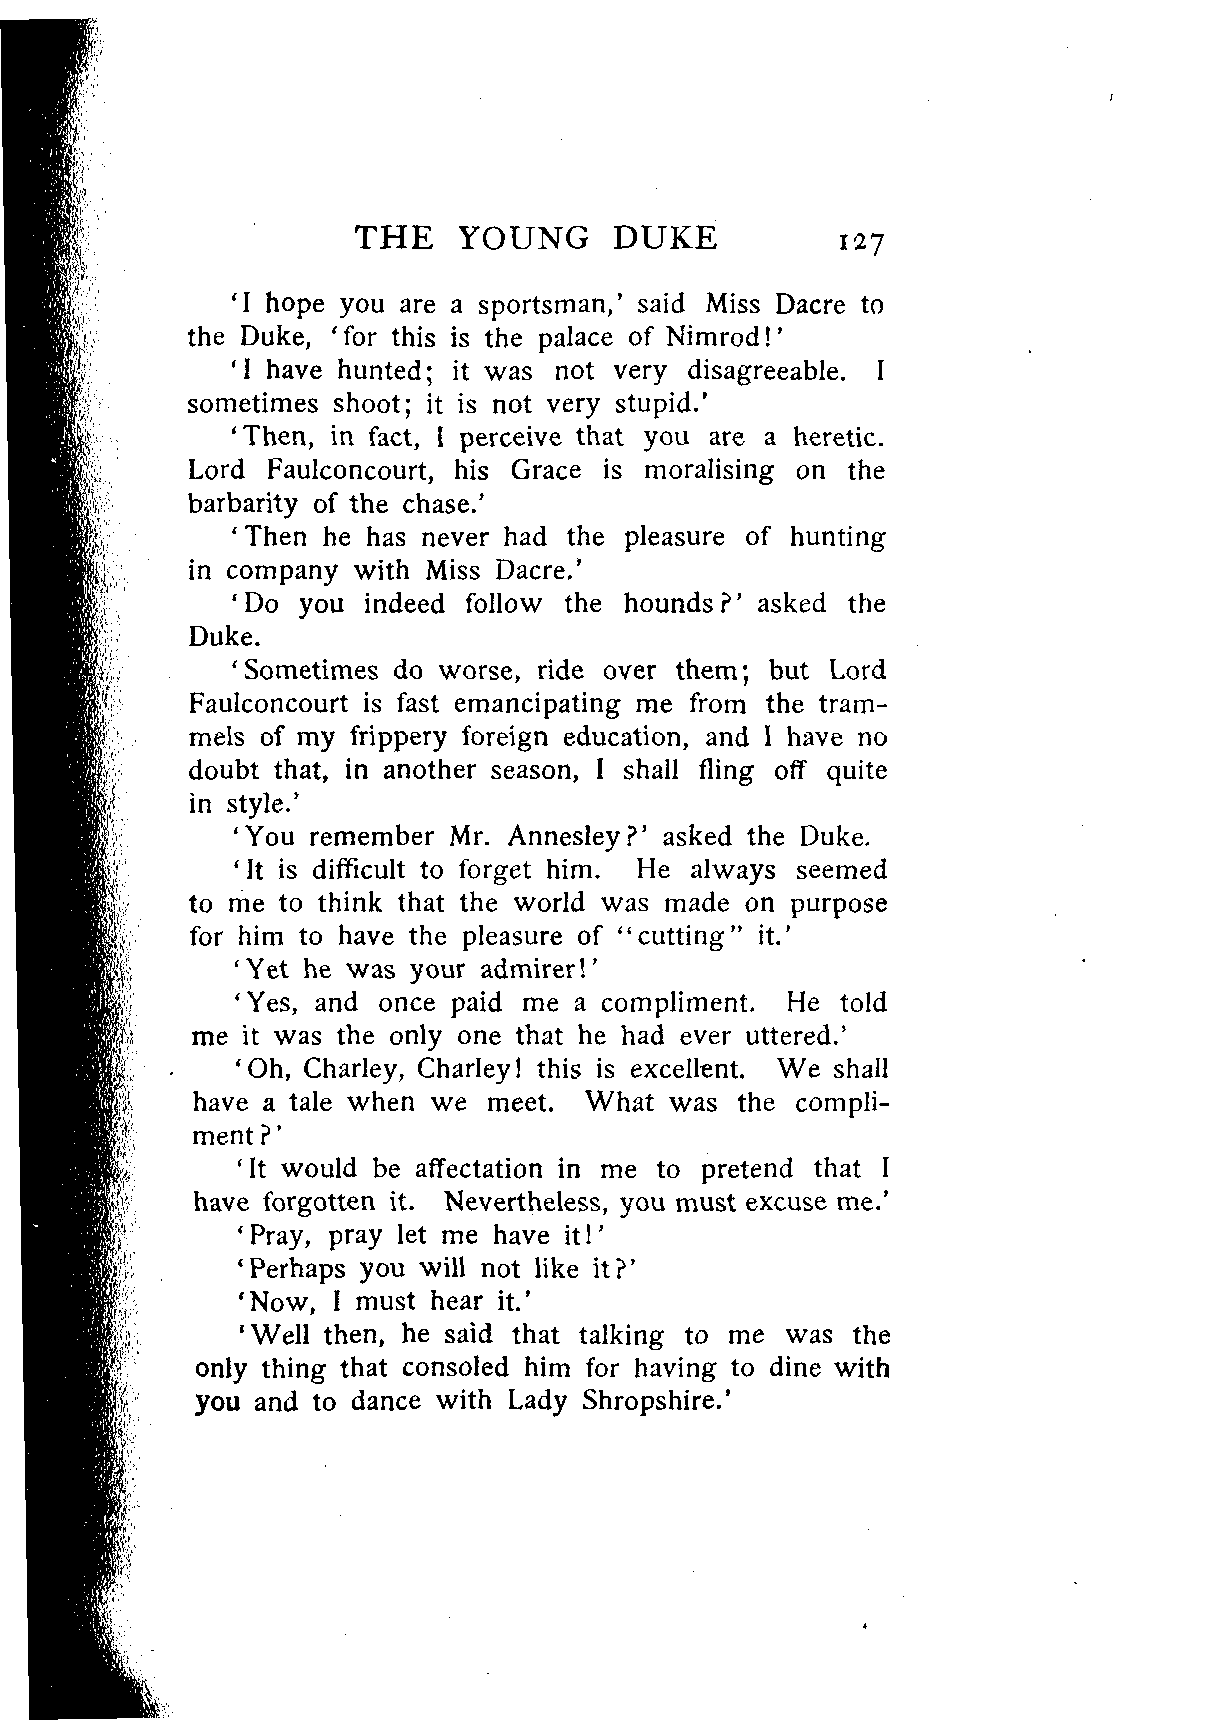 THE YOUNG DUKE 127
‘I hope you are a sportsman,’ said Miss Dacre to
the Duke, ‘for this is the palace of Nimrod!’
‘I have hunted; it was not very disagreeable. I
sometimes shoot; it is not very stupid.’
‘Then, in fact, I perceive that you are a heretic.
Lord Faulconcourt, his Grace is moralising on the
barbarity of the chase.’
‘Then he has never had the pleasure of hunting
in company with Miss Dacre.’
‘Do you indeed follow the hounds?’ asked the
Duke.
‘Sometimes do worse, ride over them; but Lord
Faulconcourt is fast emancipating me from the tram-
mels of my frippery foreign education, and I have no
doubt that, in another season, I shall fling off quite
in style.’
‘You remember Mr. Annesley?’ asked the Duke.
‘It is difficult to forget him. He always seemed
to me to think that the world was made on purpose
for him to have the pleasure of “cutting” it.’
‘Yet he was your admirer!’
‘Yes, and once paid me a compliment. He told
me it was the only one that he had ever uttered.’
‘Oh, Charley, Charley! this is excellent. We shall
have a tale when we meet. What was the compli-
ment?’
‘It would be affectation in me to pretend that I
have forgotten it. Nevertheless, you must excuse me.’
‘Pray, pray let me have it!’
‘Perhaps you will not like it?’
‘Now, I must hear it.’
‘Well then, he said that talking to me was the
only thing that consoled him for having to dine with
you and to dance with Lady Shropshire.’